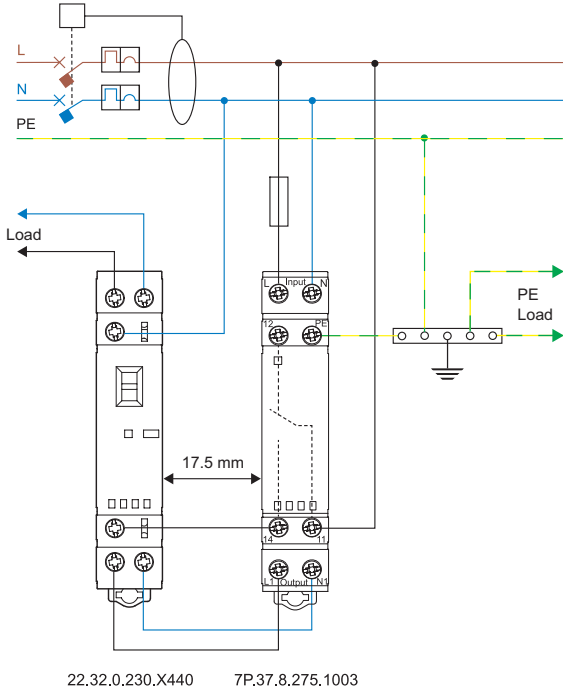 L
N
PE
Load
L Input N
12 PE
PE
Load
17.5 mm
14 11
L1 Output N1
22.32.0.230.X440 7P.37.8.275.1003